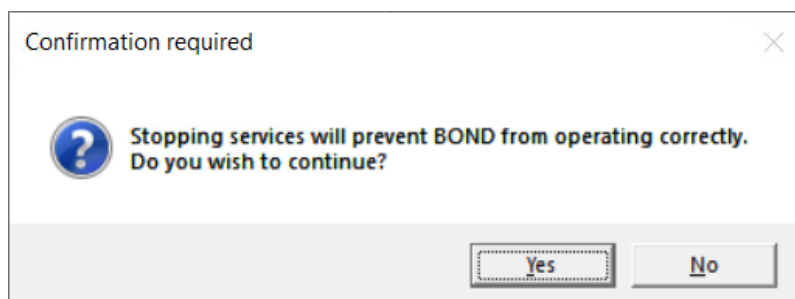 Confirmation required
Stopping services will prevent BOND from operating correctly.
Do you wish to continue?
Yes
No